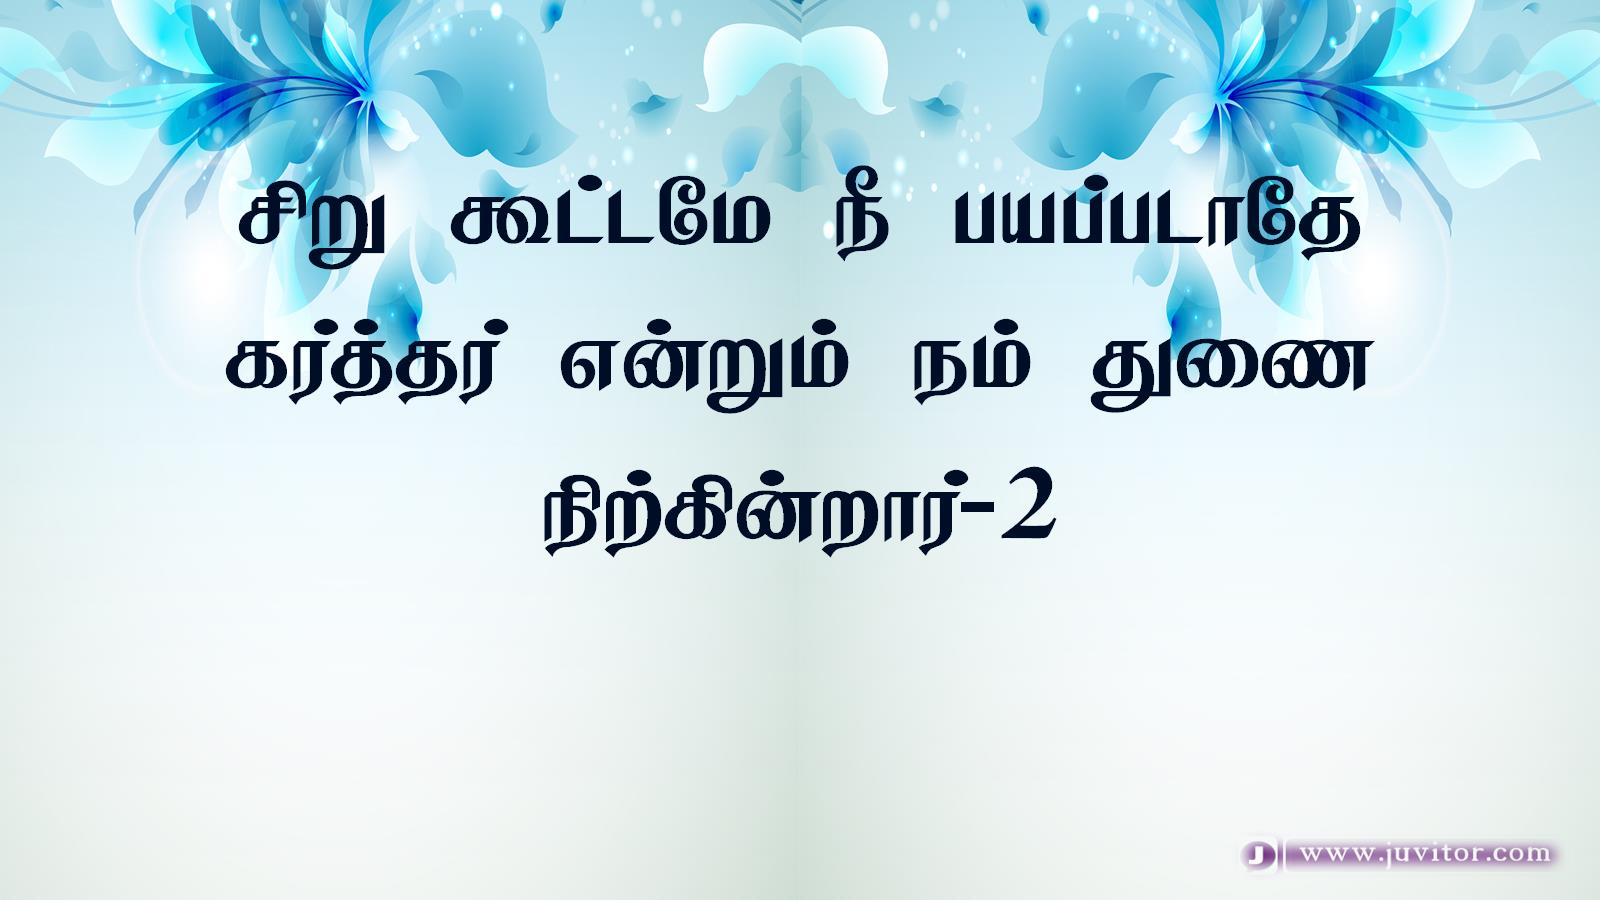 சிறு கூட்டமே நீ பயப்படாதே
கர்த்தர் என்றும் நம் துணை
நிற்கின்றார்-2
J www.juvitor.com